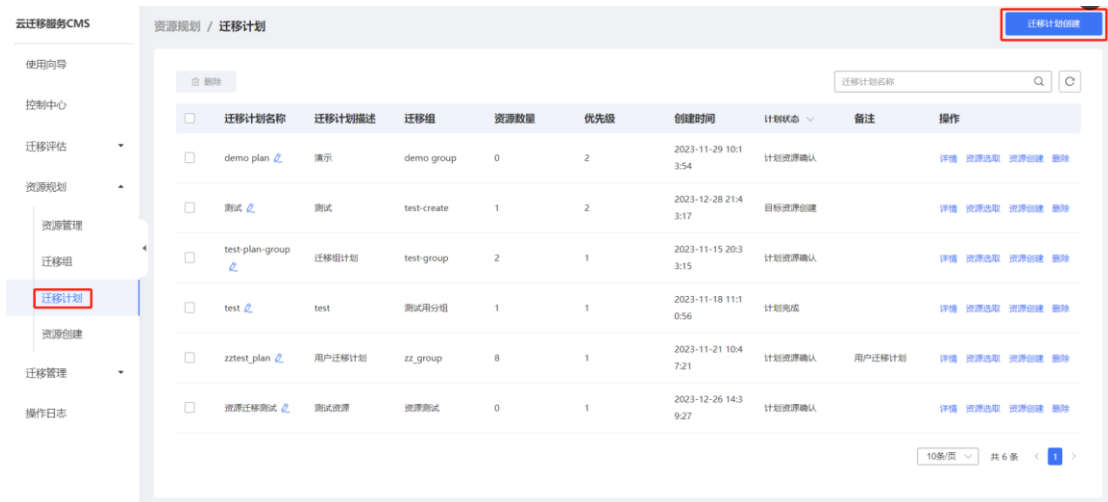 云迁移服务CMS
资源规划 / 迁移计划
迁移计划创建
使用向导
控制中心
迁移评估
资源规划
资源管理
迁移组
迁移计划
资源创建
迁移管理
操作日志
删除
迁移计划名称
迁移计划名称 迁移计划描述 迁移组 资源数量 优先级 创建时间 计划状态 备注 操作
demo plan 演示 demo group 0 2 2023-11-29 10:1 计划资源确认 详情 资源选取 资源创建 删除
3:54
测试 测试 test-create 1 2 2023-12-28 21:4 目标资源创建 详情 资源选取 资源创建 删除
3:17
test-plan-group 迁移组计划 test-group 2 1 2023-11-15 20:3 计划资源确认 详情 资源选取 资源创建 删除
3:15
test test 测试用分组 1 1 2023-11-18 11:1 计划完成 详情 资源选取 资源创建 删除
0:56
zztest_plan 用户迁移计划 zz_group 8 1 2023-11-21 10:4 计划资源确认 用户迁移计划 详情 资源选取 资源创建 删除
7:21
资源迁移测试 测试资源 资源测试 0 1 2023-12-26 14:3 计划资源确认 详情 资源选取 资源创建 删除
9:27
10条/页 共 6 条 1